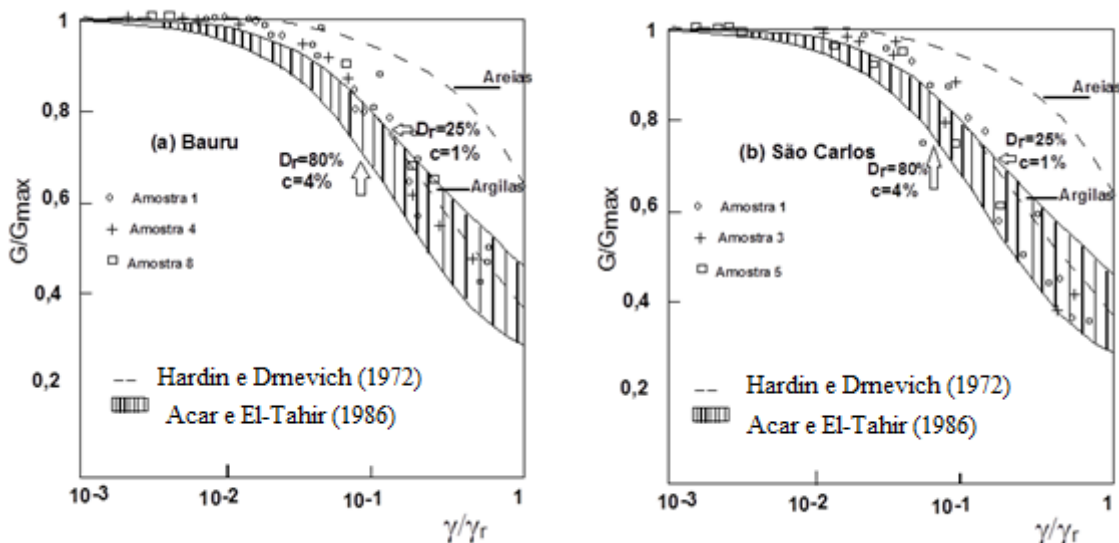 1
0,8
0,6
0,4
0,2
G/Gmax
(a) Bauru
Areias
Dr=25%
c=1%
Dr=80%
c=4%
Argilas
Amostra 1
Amostra 4
Amostra 8
Hardin e Drnevich (1972)
Acar e El-Tahir (1986)
10-3
10-2
10-1
1
γ/γr
1
0,8
0,6
0,4
0,2
G/Gmax
(b) São Carlos
Areias
Dr=25%
c=1%
Dr=80%
c=4%
Argilas
Amostra 1
Amostra 3
Amostra 5
Hardin e Drnevich (1972)
Acar e El-Tahir (1986)
10-3
10-2
10-1
1
γ/γr